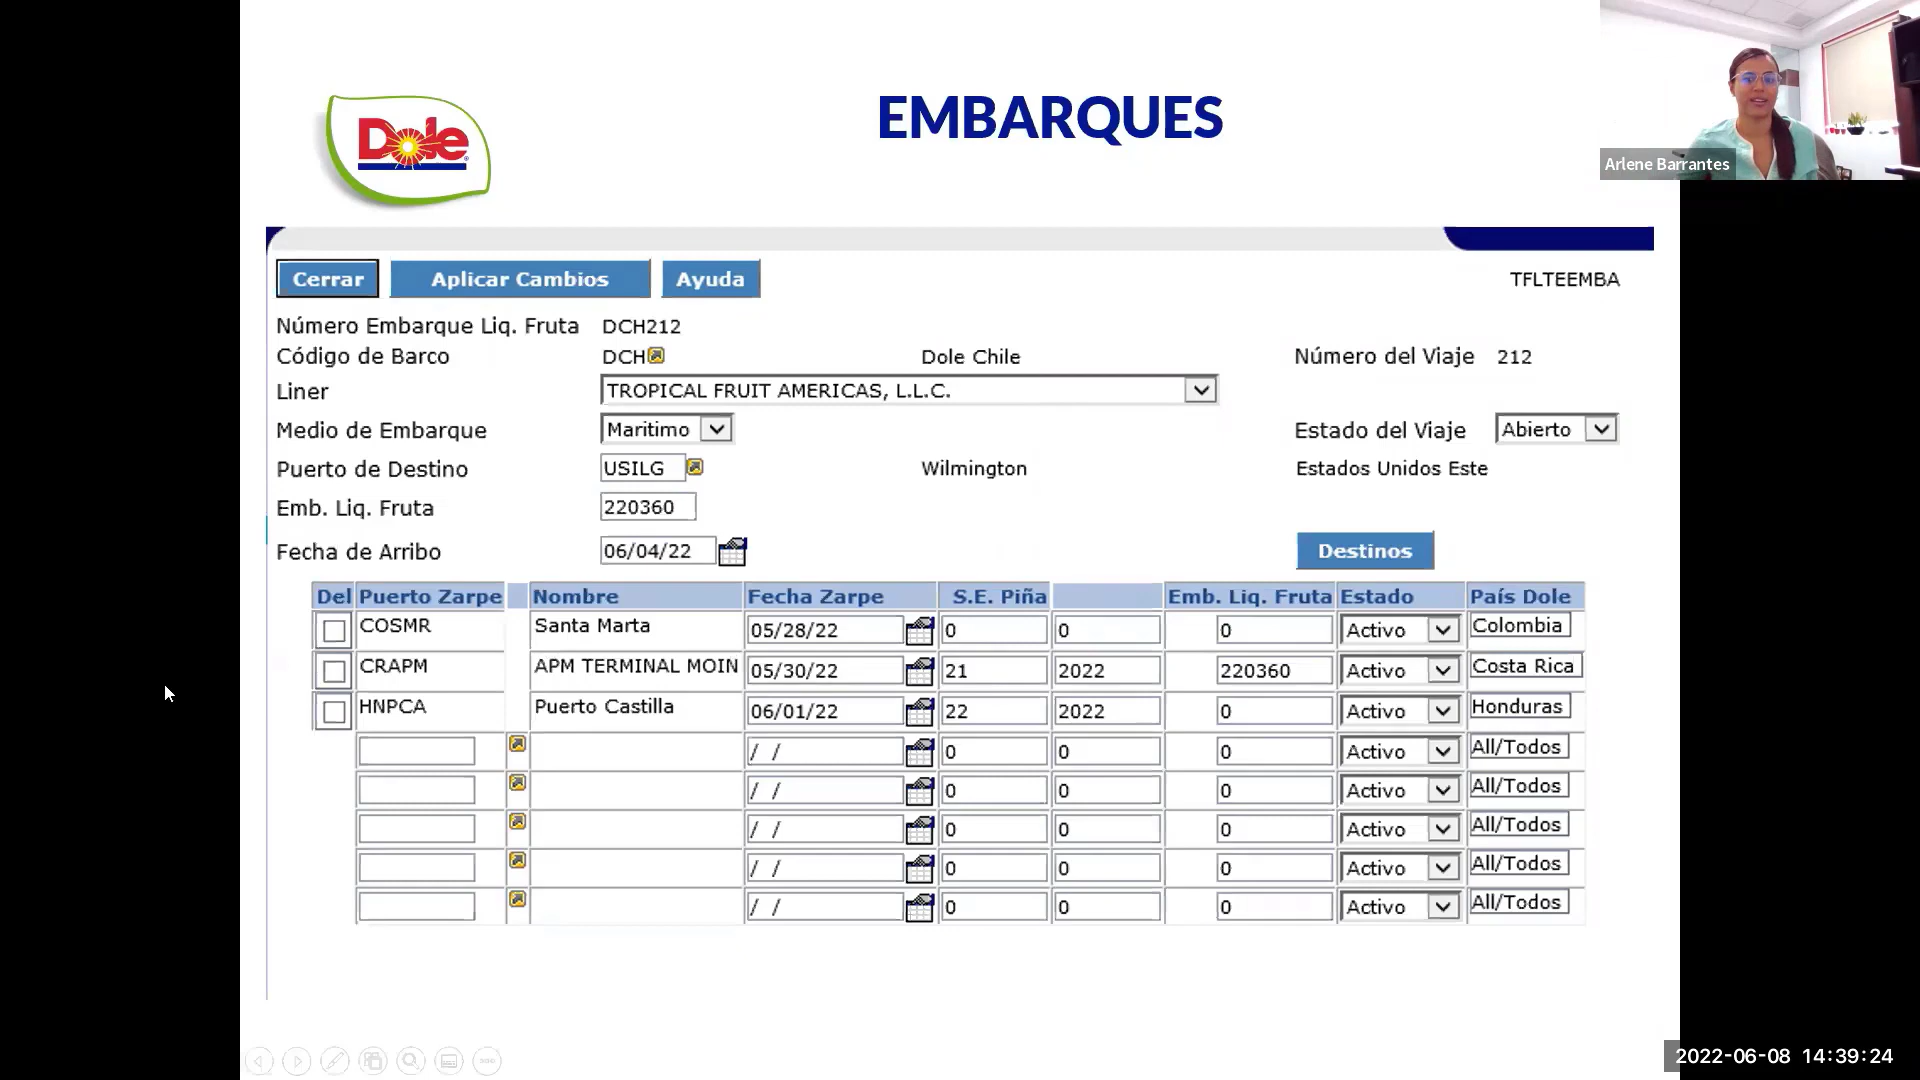 EMBARQUES
Dole
Arlene Barrantes
Cerrar Aplicar Cambios Ayuda TFLTEEMBA
Número Embarque Liq. Fruta DCH212
Código de Barco DCH Dole Chile Número del Viaje 212
Liner TROPICAL FRUIT AMERICAS, L.L.C.
Medio de Embarque Maritimo Estado del Viaje Abierto
Puerto de Destino USILG Wilmington Estados Unidos Este
Emb. Liq. Fruta 220360
Fecha de Arribo 06/04/22 Destinos
Del Puerto Zarpe Nombre Fecha Zarpe S.E. Piña Emb. Liq. Fruta Estado País Dole
COSMR Santa Marta 05/28/22 0 0 0 Activo Colombia
CRAPM APM TERMINAL MOIN 05/30/22 21 2022 220360 Activo Costa Rica
HNPCA Puerto Castilla 06/01/22 22 2022 0 Activo Honduras
/ / 0 0 0 Activo All/Todos
/ / 0 0 0 Activo All/Todos
/ / 0 0 0 Activo All/Todos
/ / 0 0 0 Activo All/Todos
/ / 0 0 0 Activo All/Todos
2022-06-08 14:39:24